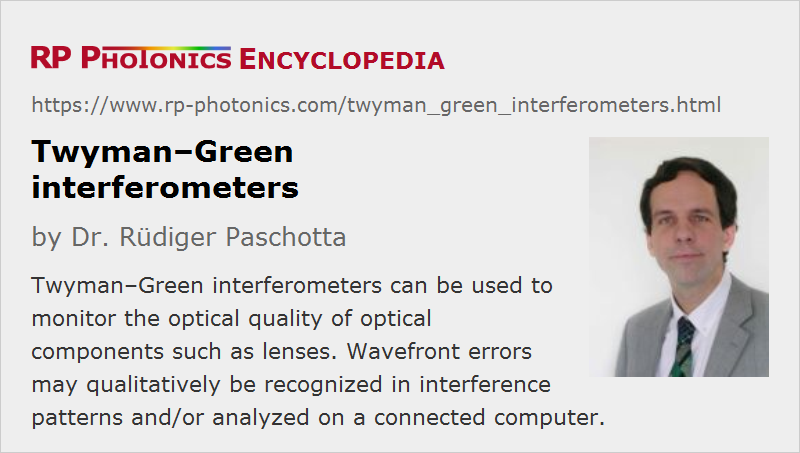 RP PHOTONICS ENCYCLOPEDIA
https://www.rp-photonics.com/twyman_green_interferometers.html
Twyman–Green
interferometers
by Dr. Rüdiger Paschotta
Twyman–Green interferometers can be used to
monitor the optical quality of optical
components such as lenses. Wavefront errors
may qualitatively be recognized in interference
patterns and/or analyzed on a connected computer.